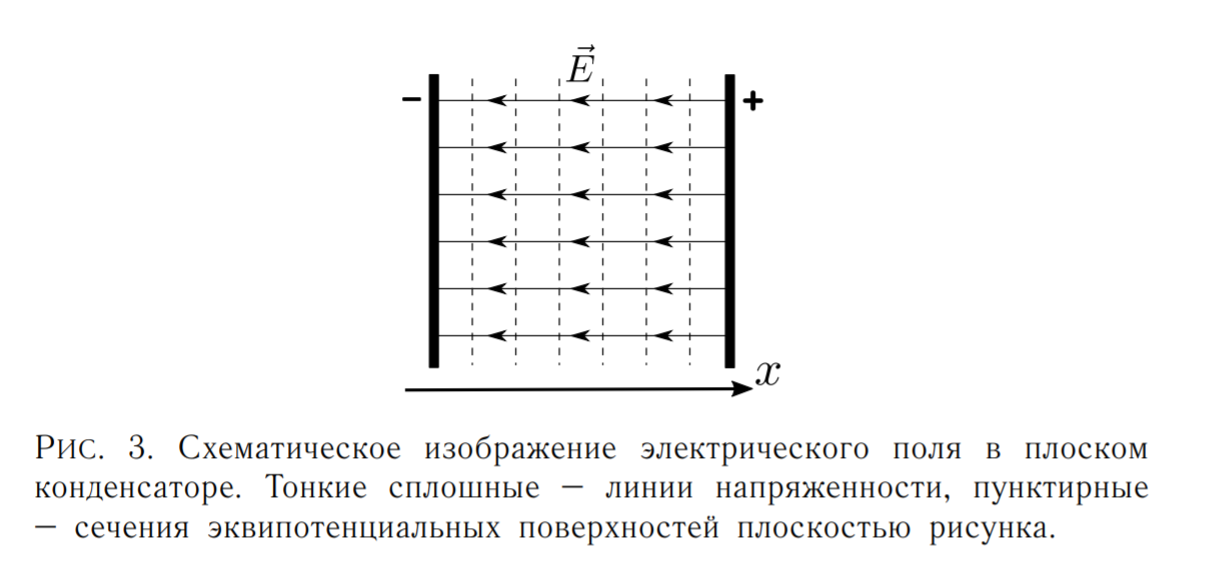 E⃗
− +
x
Рис. 3. Схематическое изображение электрического поля в плоском
конденсаторе. Тонкие сплошные — линии напряженности, пунктирные
— сечения эквипотенциальных поверхностей плоскостью рисунка.